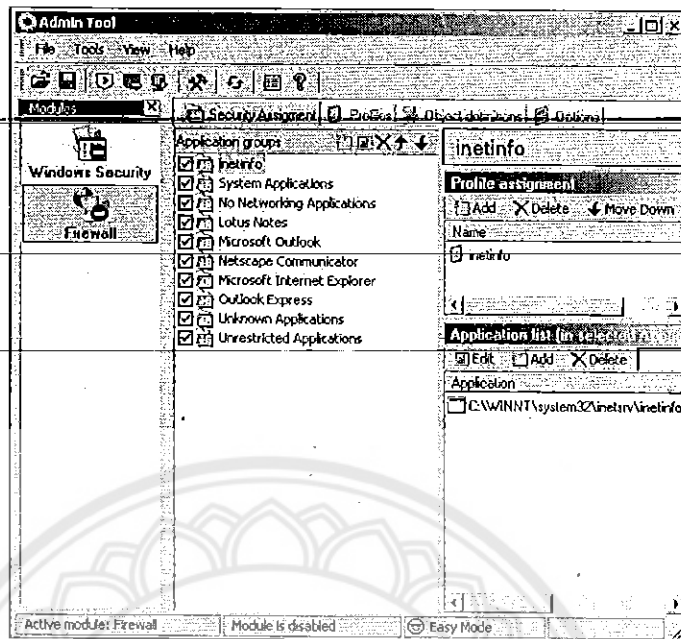 Admin Tool
File Tools View Help
Modules
Security Assigment Profiles Object definitions Options
Windows Security
Firewall
Application groups
inetinfo
System Applications
No Networking Applications
Lotus Notes
Microsoft Outlook
Netscape Communicator
Microsoft Internet Explorer
Outlook Express
Unknown Applications
Unrestricted Applications
inetinfo
Profile assignment
Add Delete Move Down
Name
inetinfo
Application list (in selected
Edit Add Delete
Application
C:\WINNT\system32\inetsrv\inetinfo
Active module: Firewall Module is disabled Easy Mode